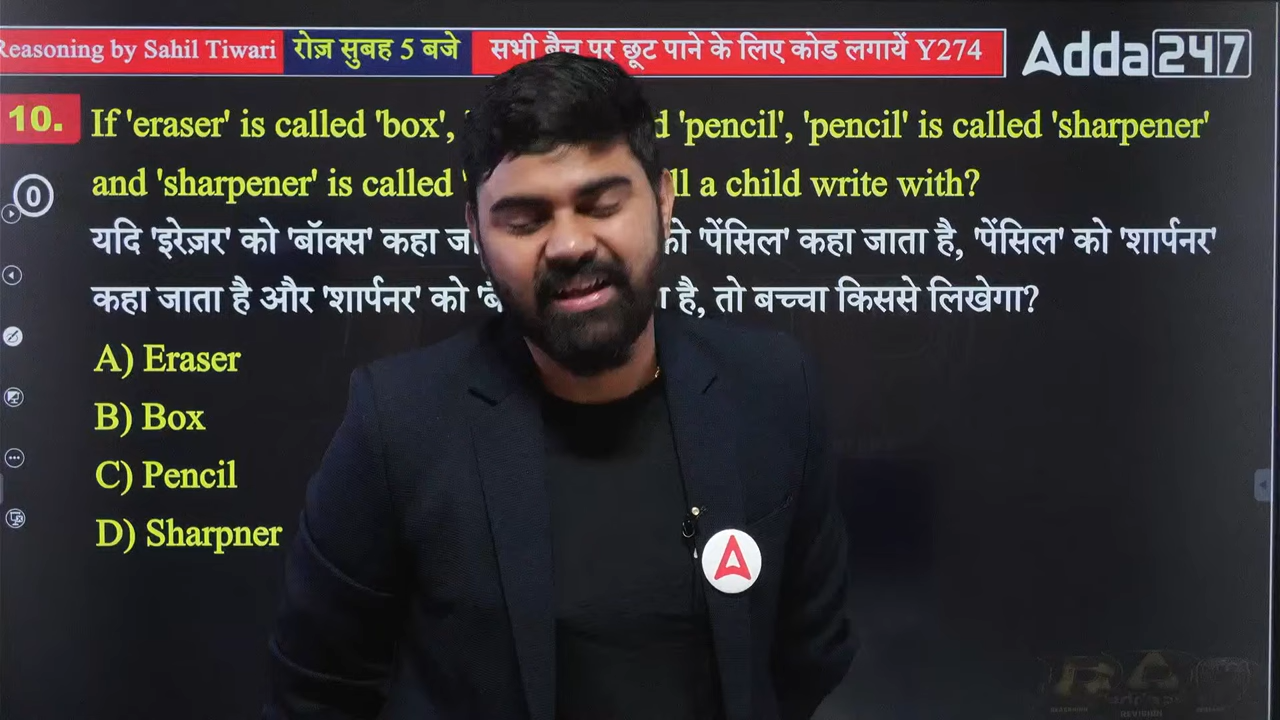 Reasoning by Sahil Tiwari रोज़ सुबह 5 बजे सभी बैच पर छूट पाने के लिए कोड लगायें Y274 Adda247
10. If 'eraser' is called 'box', 'pencil', 'pencil' is called 'sharpener'
0 and 'sharpener' is called a child write with?
यदि 'इरेज़र' को 'बॉक्स' कहा को 'पेंसिल' कहा जाता है, 'पेंसिल' को 'शार्पनर'
कहा जाता है और 'शार्पनर' को है, तो बच्चा किससे लिखेगा?
A) Eraser
B) Box
C) Pencil
D) Sharpner